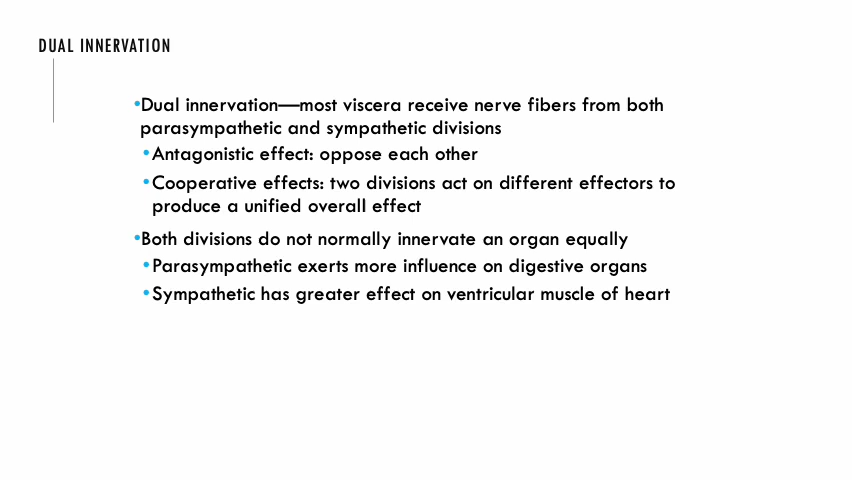 DUAL INNERVATION
•Dual innervation—most viscera receive nerve fibers from both
parasympathetic and sympathetic divisions
•Antagonistic effect: oppose each other
•Cooperative effects: two divisions act on different effectors to
produce a unified overall effect
•Both divisions do not normally innervate an organ equally
•Parasympathetic exerts more influence on digestive organs
•Sympathetic has greater effect on ventricular muscle of heart